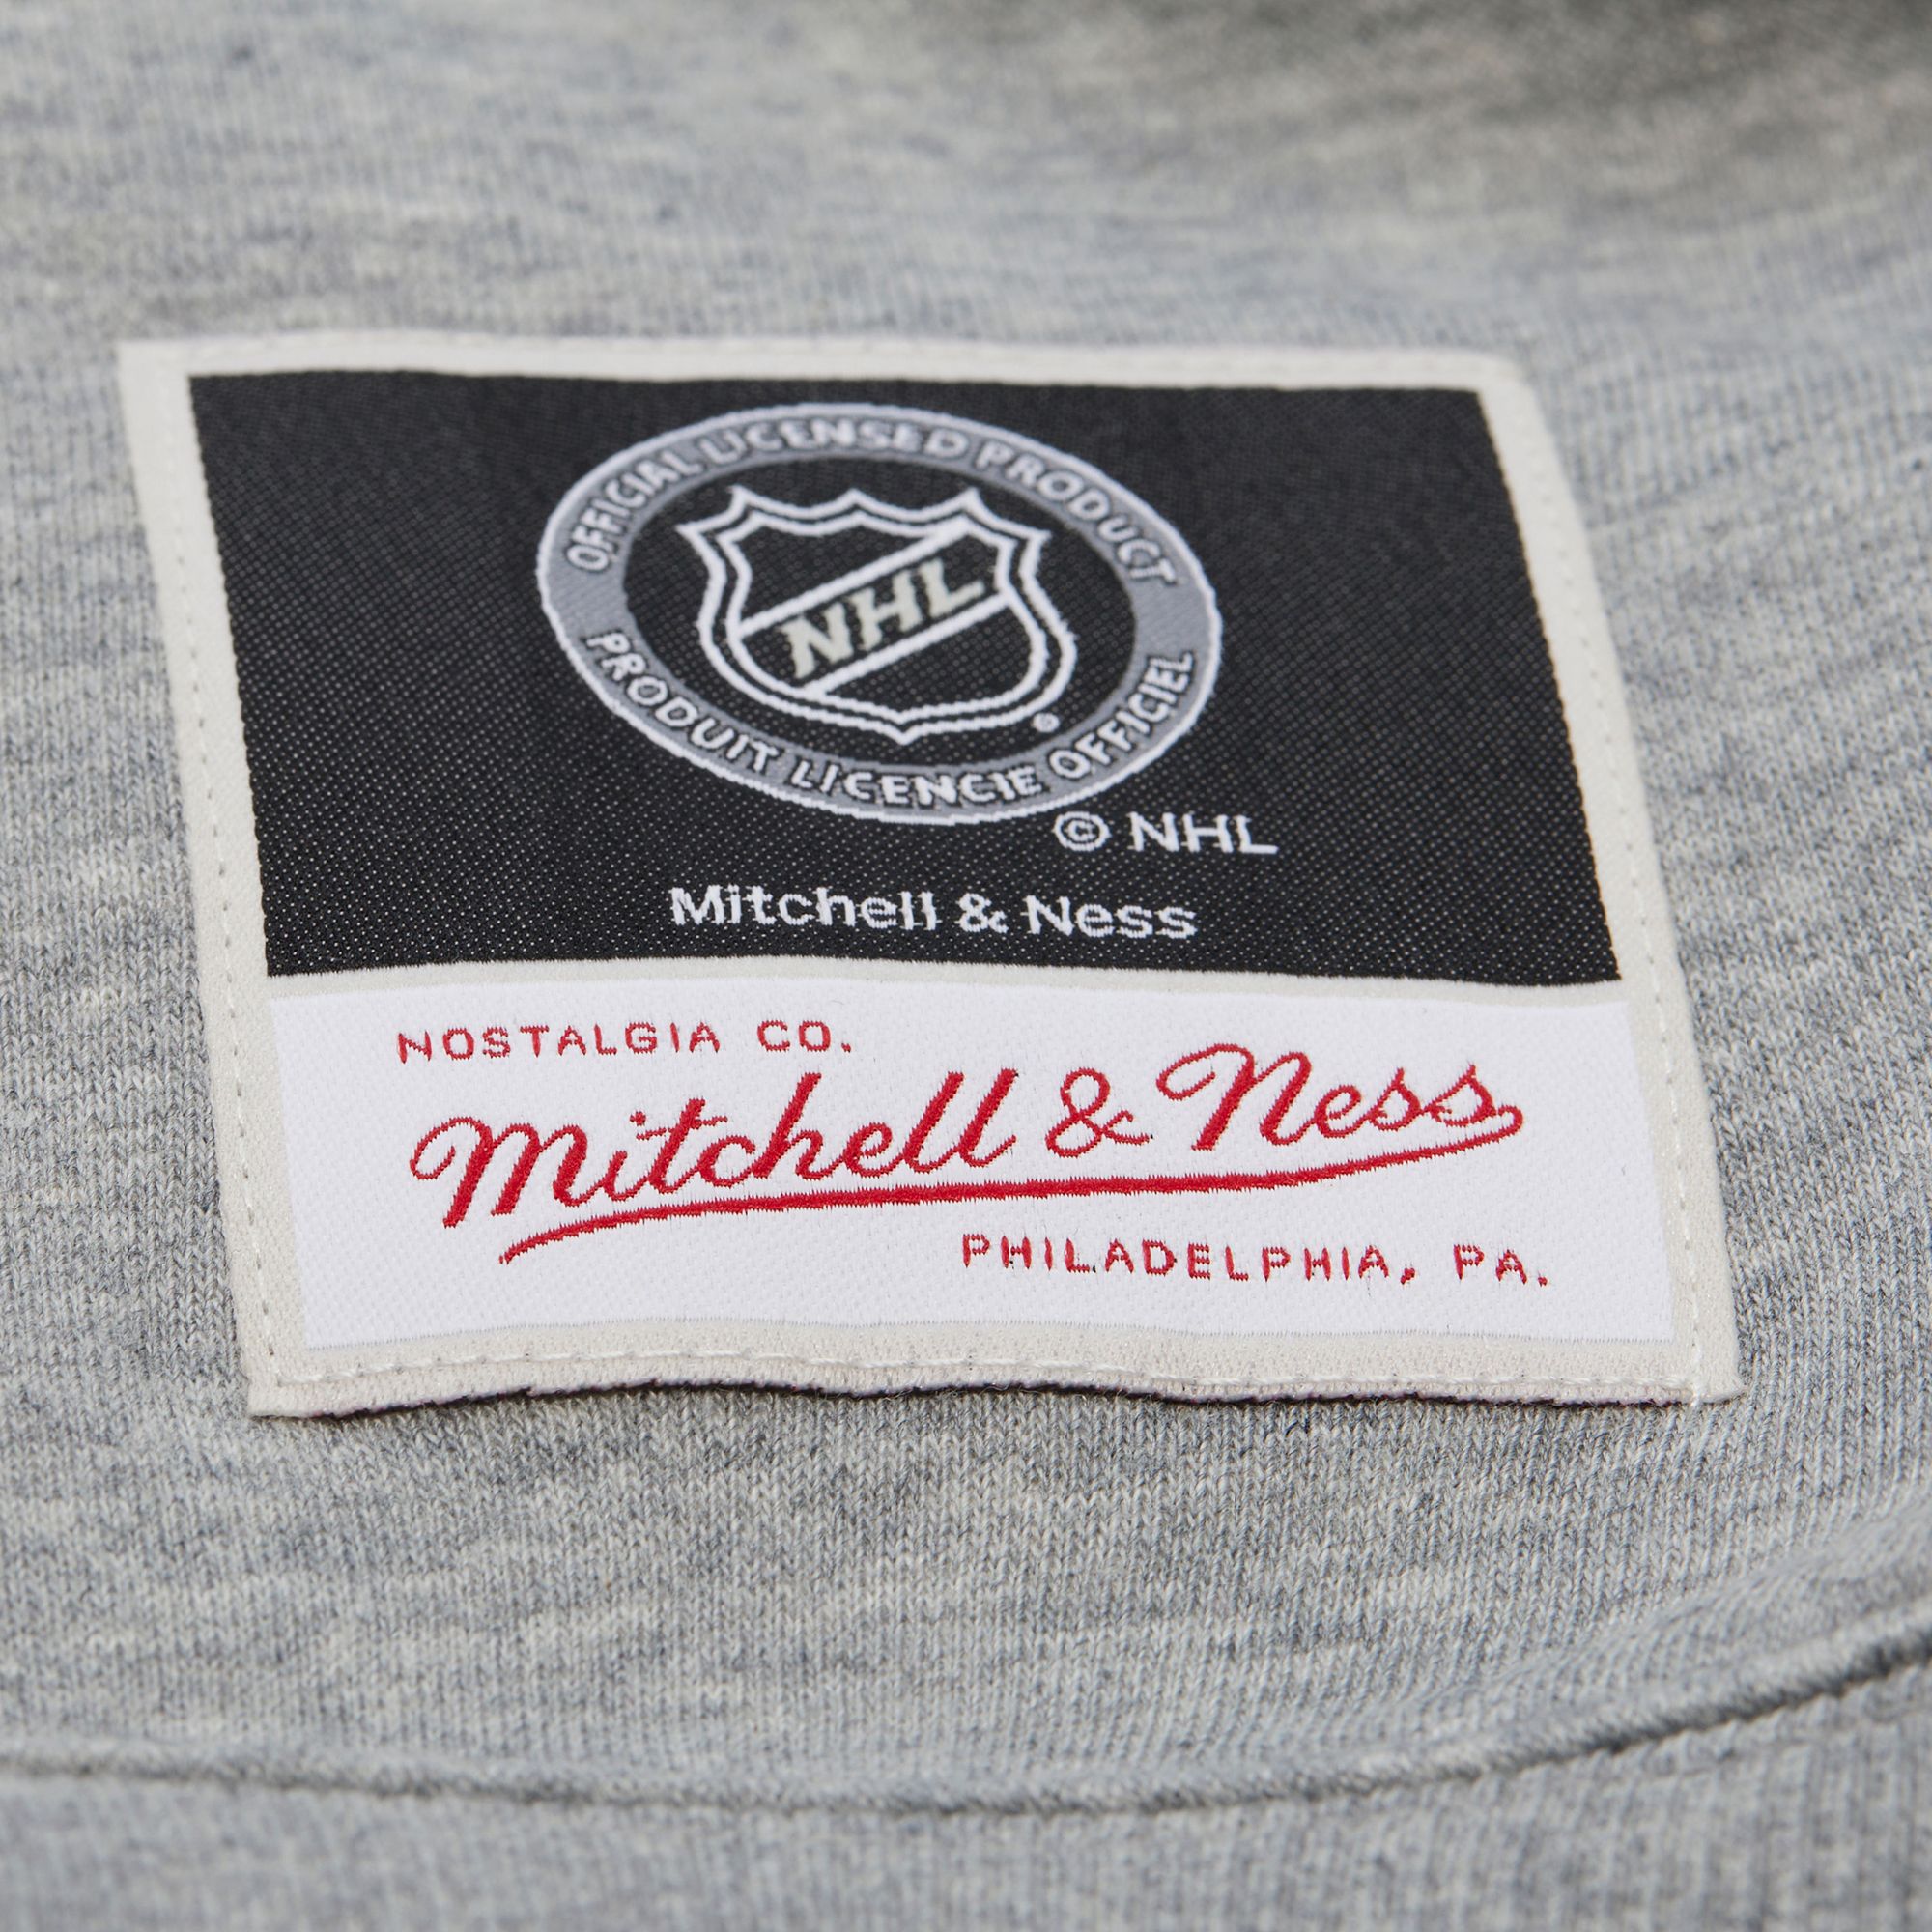 OFFICIAL LICENSED PRODUCT
NHL
®
PRODUIT LICENCIE OFFICIEL
© NHL
Mitchell & Ness
NOSTALGIA CO.
Mitchell & Ness
PHILADELPHIA, PA.